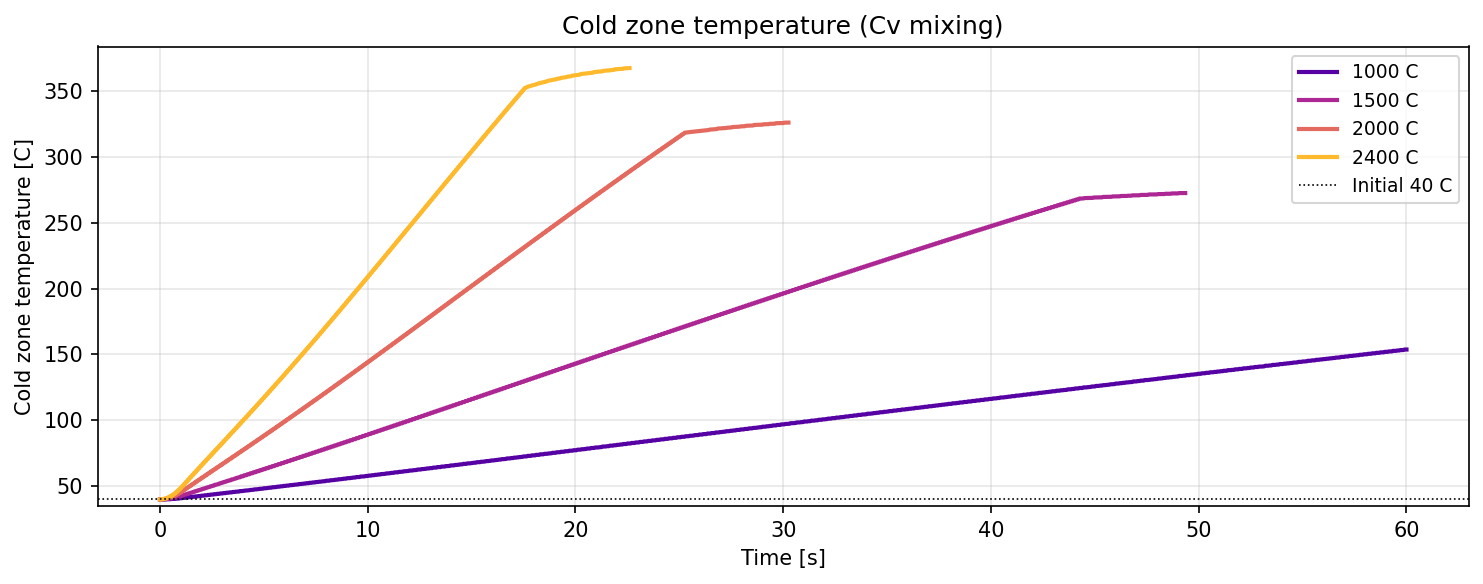 Cold zone temperature (Cv mixing)
Cold zone temperature [C]
350
300
250
200
150
100
50
0
10
20
30
40
50
60
Time [s]
1000 C
1500 C
2000 C
2400 C
Initial 40 C